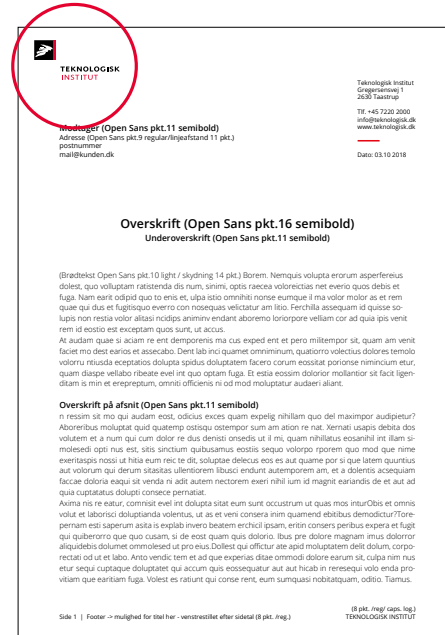 TEKNOLOGISK
INSTITUT
Teknologisk Institut
Gregersensvej 1
2630 Taastrup
Tlf. +45 7220 2000
info@teknologisk.dk
www.teknologisk.dk
Dato: 03.10 2018
Modtager (Open Sans pkt.11 semibold)
Adresse (Open Sans pkt.9 regular/linjeafstand 11 pkt.)
postnummer
mail@kunden.dk
Overskrift (Open Sans pkt.16 semibold)
Underoverskrift (Open Sans pkt.11 semibold)
(Brødtekst Open Sans pkt.10 light / skydning 14 pkt.) Borem. Nemquis volupta erorum asperfereius
dolest, quo volluptam ratistenda dis num, sinimi, optis raecea voloreictias net everio quos debis et
fuga. Nam earit odipid quo to enis et, ulpa istio omnihiti nonse eumque il ma volor molor as et rem
quae qui dus et fugitisquo everro con nosequas velictatur am litio. Ferchilla assequam id quisse so-
lupis non restia volor alitasi ncidips animinv endant aboremo loriorpore velliam cor ad quia ipis venit
rem id eostio est exceptam quos sunt, ut accus.
At audam quae si aciam re ent demporenis ma cus exped ent et pero militempor sit, quam am venit
faciet mo dest earios et assecabo. Dent lab inci quamet omniminum, quatiorro volectius dolores temolo
volorru ntiusda eceptatios dolupta spidus doluptatem facero corum eossitat porionse nimincium etur,
quam diaspe vellabo ribeate evel int quo optam fuga. Et estia eossim dolorior mollantior sit facit ligen-
ditam is min et erepreptum, omniti officienis ni od mod moluptatur audaeri aliant.
Overskrift på afsnit (Open Sans pkt.11 semibold)
n ressim sit mo qui audam eost, odicius exces quam expelig nihillam quo del maximpor audipietur?
Aboreribus moluptat quid quatemp ostisqu ostempor sum am ation re nat. Xernati usapis debita dos
volutem et a num qui cum dolor re dus denisti onsedis ut il mi, quam nihillatus eosanihil int illam si-
molesedi opti nus est, sitis sinctium quibusamus eostiis sequo volorpo rporem quo mod que nime
exeritaspis nossi ut hitia eum reic te dit, soluptae delecus eos es aut quame por si que latem quuntius
aut volorum qui derum sitasitas ullentiorem libusci endunt autemporem am, et a dolentis acsequiam
faccae doloria eaqui sit venda ni adit autem nectorem exeri nihil ium id magnit eariandis de et aut ad
quia cuptatatus dolupti consece pernatiat.
Axima nis re eatur, comnisit evel int dolupta sitat eum sunt occustrum ut quas mos inturObis et omnis
volut et laborisci doluptianda volentus, ut as et veni consera inim quamend ebitibus demodictur?Tore-
pernam esti saperum asita is explab invero beatem erchicil ipsam, eritin consers peribus expera et fugit
qui quiberorro que quo cusam, si de eost quam quis dolorio. Ibus pre dolore magnam imus dolorror
aliquidebis.dolumet ommolesed ut pro eius.Dollest qui offictur ate apid moluptatem delit dolum, corpo-
rectati od ut et labo. Anto vendic tem et ad que experias ditae ommodi dolore earum sit, culpa nim nus
etur sequi cuptaque doluptatet qui accum quis eossequatur aut aut hicab in reresequi volo enda pro-
vitiam que earitiam fuga. Volest es ratiunt qui conse rent, eum sumquasi nobitatquam, oditio. Tiamus.
(8 pkt. /reg/ caps. log.)
Side 1 | Footer -> mulighed for titel her - venstrestillet efter sidetal (8 pkt. /reg.)
TEKNOLOGISK INSTITUT